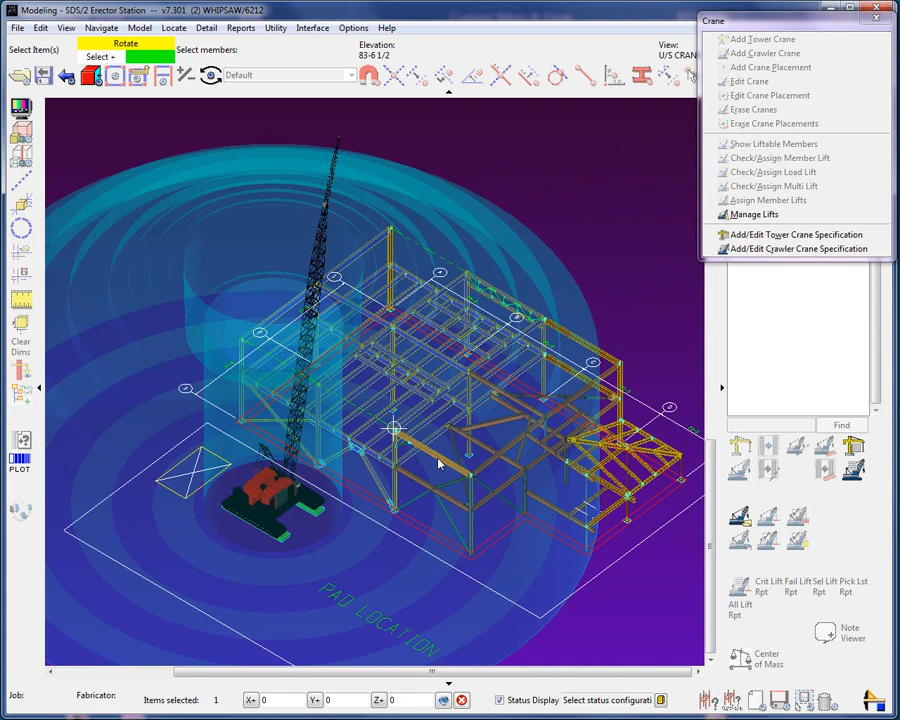 Modeling - SDS/2 Erector Station -- v7.301 (2) WHIPSAW/6212
Crane
File Edit View Navigate Model Locate Detail Reports Utility Interface Form Options Help
Select Item(s)
Rotate
Select +
Select members:
Elevation:
83-6 1/2
View:
U/S CRAN
Default
Add Tower Crane
Add Crawler Crane
Add Crane Placement
Edit Crane
Edit Crane Placement
Erase Cranes
Erase Crane Placements
Show Liftable Members
Check/Assign Member Lift
Check/Assign Load Lift
Check/Assign Multi Lift
Assign Member Lifts
Manage Lifts
Add/Edit Tower Crane Specification
Add/Edit Crawler Crane Specification
Clear
Dims
PLOT
PAD LOCATION
Find
Crit Lift Fail Lift Sel Lift Pick Lst
Rpt Rpt Rpt Rpt
All Lift
Rpt
Note
Viewer
Center
of Mass
Job: Fabricator: Items selected: 1 X+ 0 Y+ 0 Z+ 0 Status Display Select status configurati